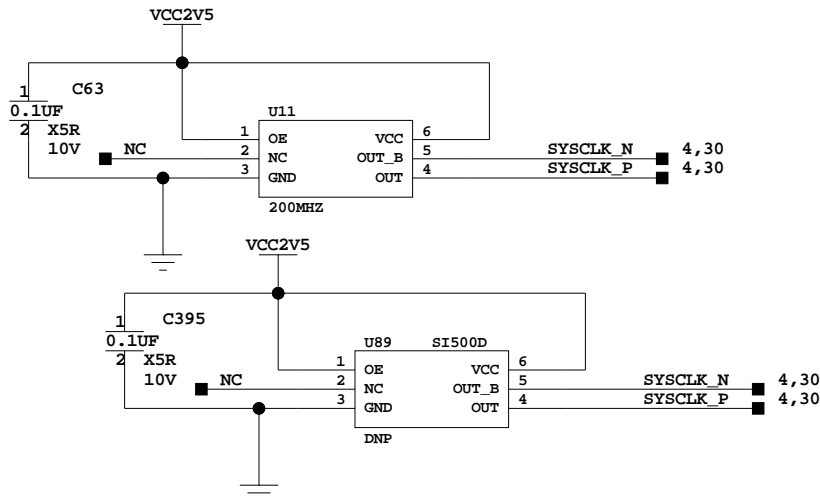 VCC2V5
1 C63
0.1UF
2 X5R
10V
U11
1 OE VCC 6
NC 2 NC OUT_B 5 SYSCLK_N 4,30
3 GND OUT 4 SYSCLK_P 4,30
200MHZ
VCC2V5
1 C395
0.1UF
2 X5R
10V
U89 SI500D
1 OE VCC 6
NC 2 NC OUT_B 5 SYSCLK_N 4,30
3 GND OUT 4 SYSCLK_P 4,30
DNP